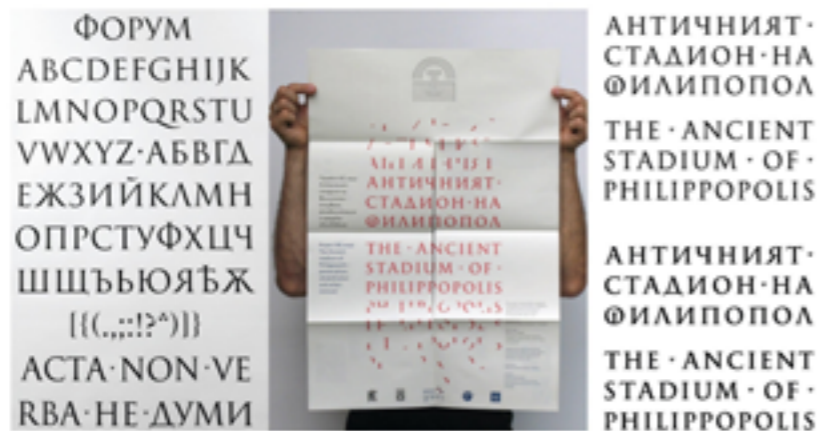 ФОРУМ
ABCDEFGHIJK
LMNOPQRSTU
VWXYZ·АБВГД
ЕЖЗИЙКЛМН
ОПРСТУФХЦЧ
ШЩЪЬЮЯѢѪ
[{(.,;:!?^)]}
ACTA·NON·VE
RBA·НЕ·ДУМИ
АНТИЧНИЯТ·
СТАДИОН·НА
ФИЛИПОПОЛ
THE·ANCIENT
STADIUM·OF·
PHILIPPOPOLIS
АНТИЧНИЯТ·
СТАДИОН·НА
ФИЛИПОПОЛ
THE·ANCIENT
STADIUM·OF·
PHILIPPOPOLIS
АНТИЧНИЯТ·
СТАДИОН·НА
ФИЛИПОПОЛ
THE·ANCIENT
STADIUM·OF·
PHILIPPOPOLIS